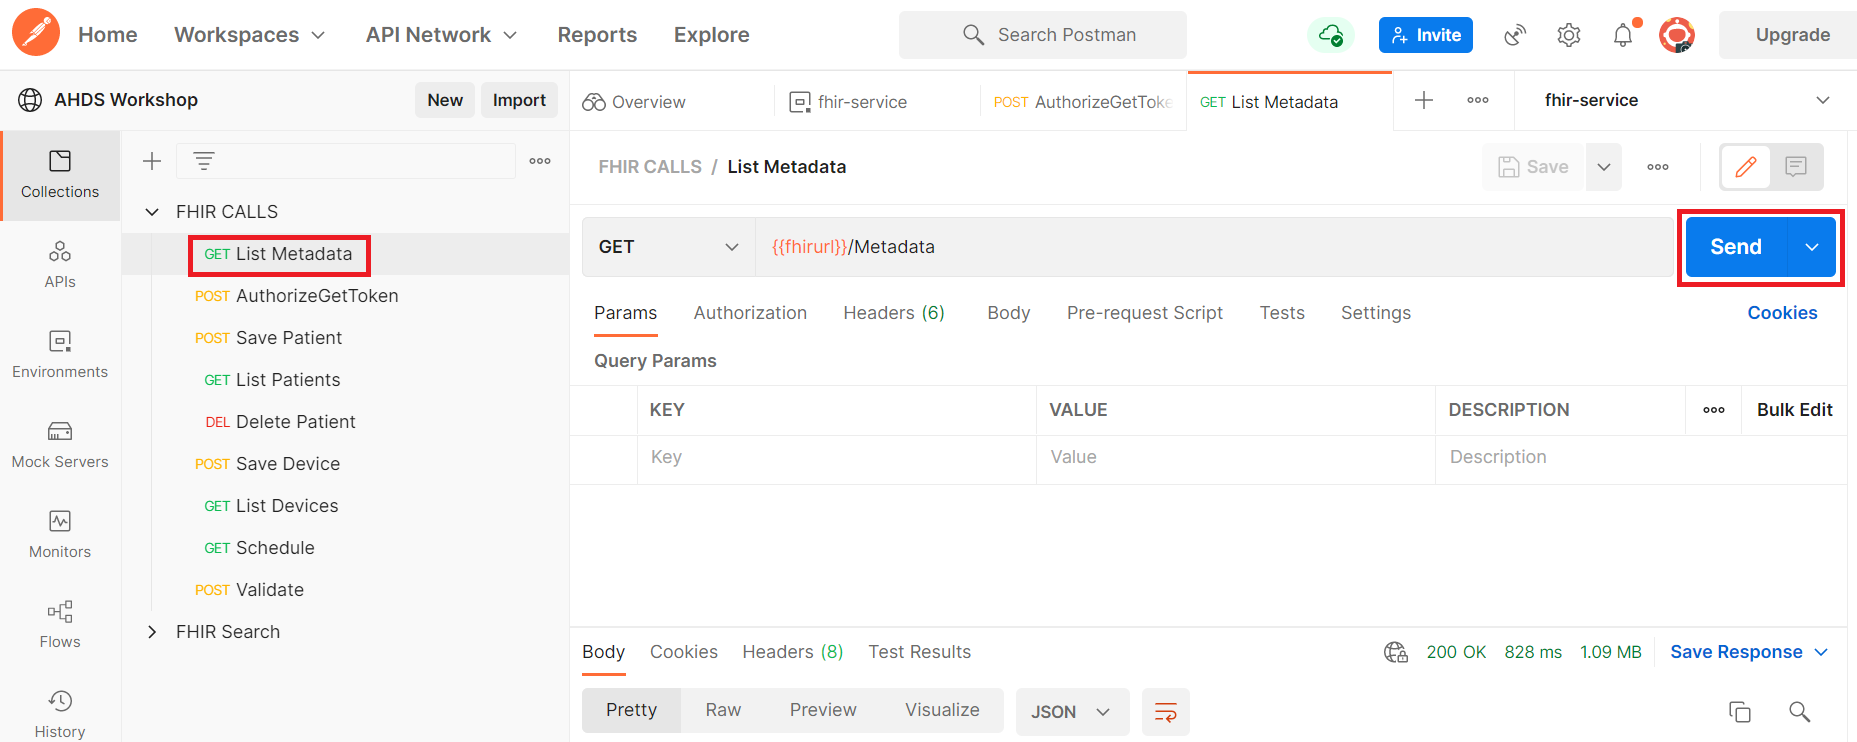 Home Workspaces API Network Reports Explore Search Postman Invite Upgrade
AHDS Workshop New Import
Overview fhir-service POST AuthorizeGetToke GET List Metadata fhir-service
Collections
APIs
Environments
Mock Servers
Monitors
Flows
History
FHIR CALLS
GET List Metadata
POST AuthorizeGetToken
POST Save Patient
GET List Patients
DEL Delete Patient
POST Save Device
GET List Devices
GET Schedule
POST Validate
FHIR Search
FHIR CALLS / List Metadata Save
GET {{fhirurl}}/Metadata Send
Params Authorization Headers (6) Body Pre-request Script Tests Settings Cookies
Query Params
KEY VALUE DESCRIPTION Bulk Edit
Key Value Description
Body Cookies Headers (8) Test Results 200 OK 828 ms 1.09 MB Save Response
Pretty Raw Preview Visualize JSON